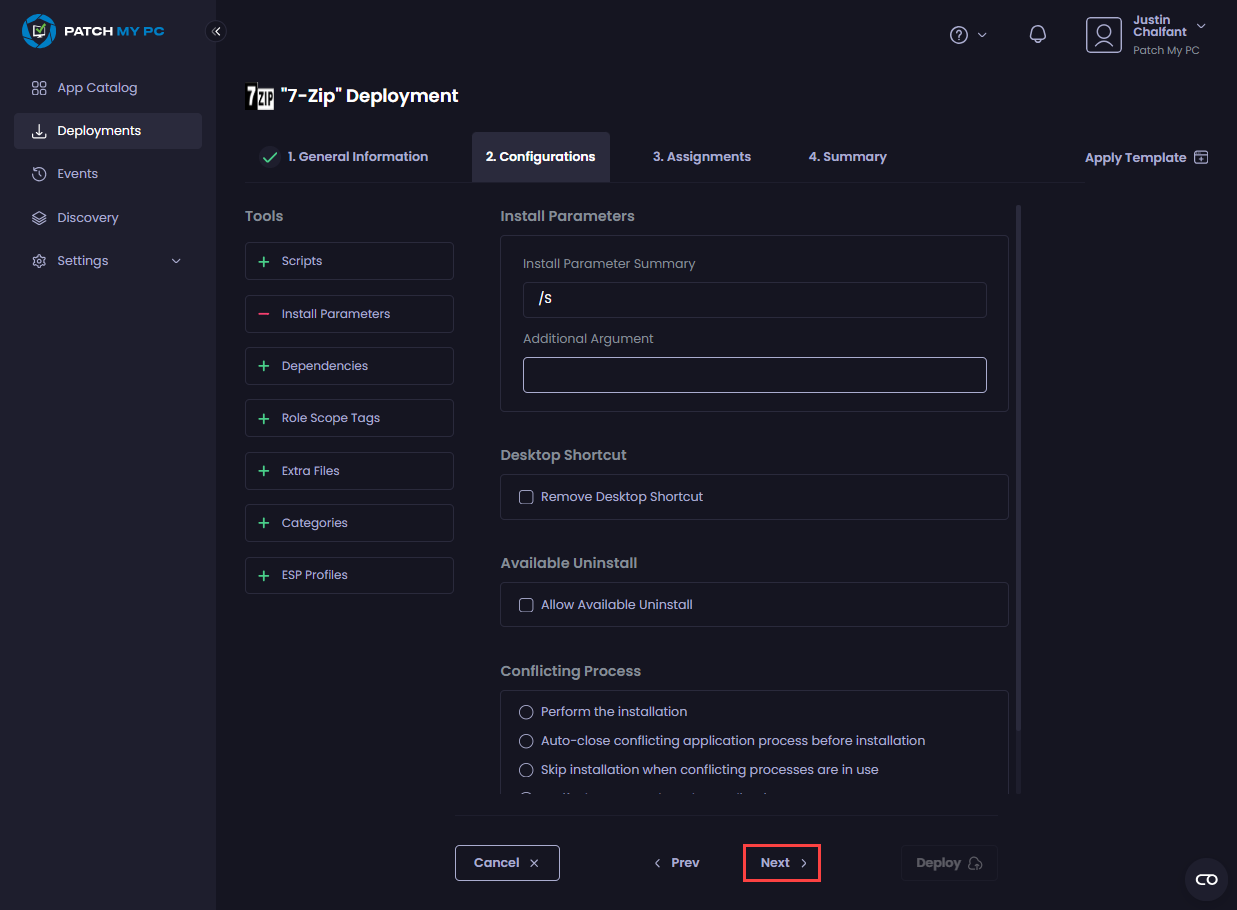 PATCH MY PC
App Catalog
Deployments
Events
Discovery
Settings
Justin
Chalfant
Patch My PC
7 ZIP "7-Zip" Deployment
1. General Information
2. Configurations
3. Assignments
4. Summary
Apply Template
Tools
Scripts
Install Parameters
Dependencies
Role Scope Tags
Extra Files
Categories
ESP Profiles
Install Parameters
Install Parameter Summary
/S
Additional Argument
Desktop Shortcut
Remove Desktop Shortcut
Available Uninstall
Allow Available Uninstall
Conflicting Process
Perform the installation
Auto-close conflicting application process before installation
Skip installation when conflicting processes are in use
Cancel
Prev
Next
Deploy